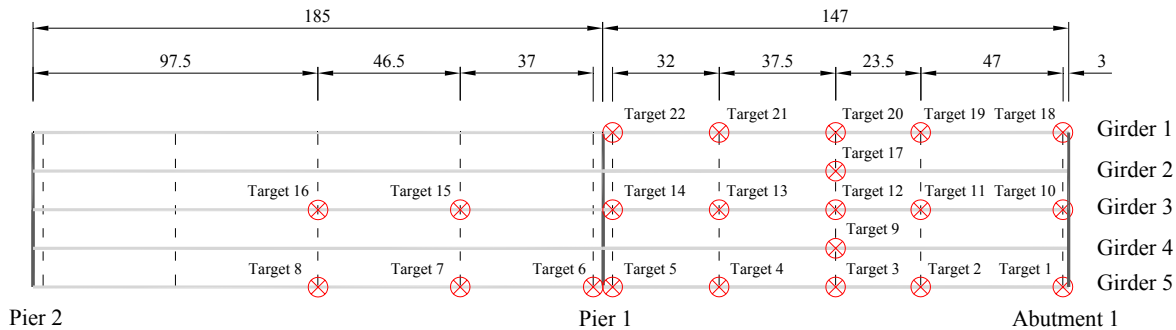 185 147
97.5 46.5 37 32 37.5 23.5 47 3
Target 22 Target 21 Target 20 Target 19 Target 18 Girder 1
Target 17 Girder 2
Target 16 Target 15 Target 14 Target 13 Target 12 Target 11 Target 10 Girder 3
Target 9 Girder 4
Target 8 Target 7 Target 6 Target 5 Target 4 Target 3 Target 2 Target 1 Girder 5
Pier 2 Pier 1 Abutment 1